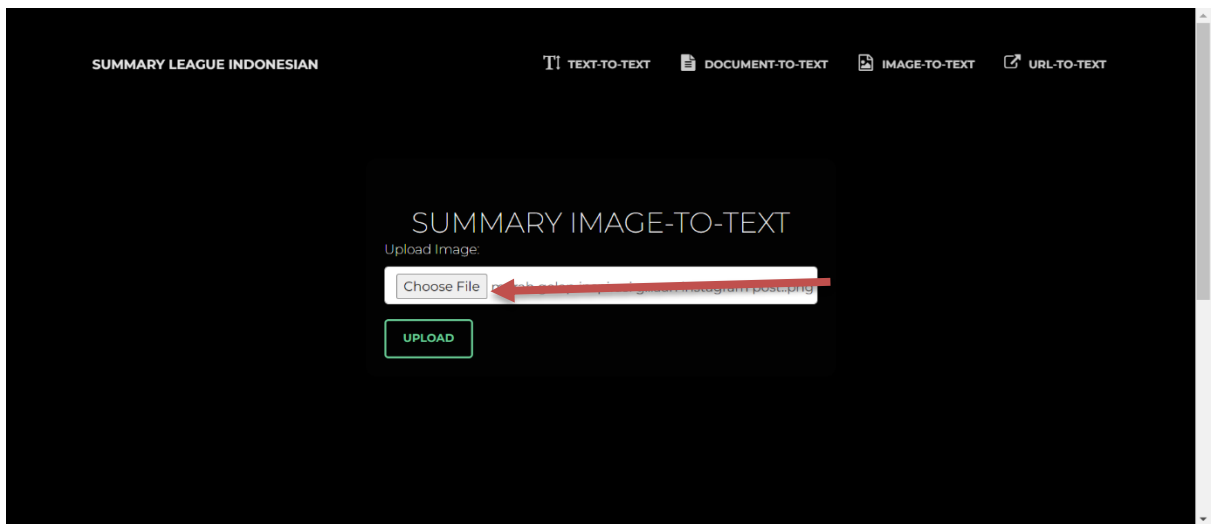 SUMMARY LEAGUE INDONESIAN
TEXT-TO-TEXT DOCUMENT-TO-TEXT IMAGE-TO-TEXT URL-TO-TEXT
SUMMARY IMAGE-TO-TEXT
Upload Image:
Choose File instagram post.png
UPLOAD